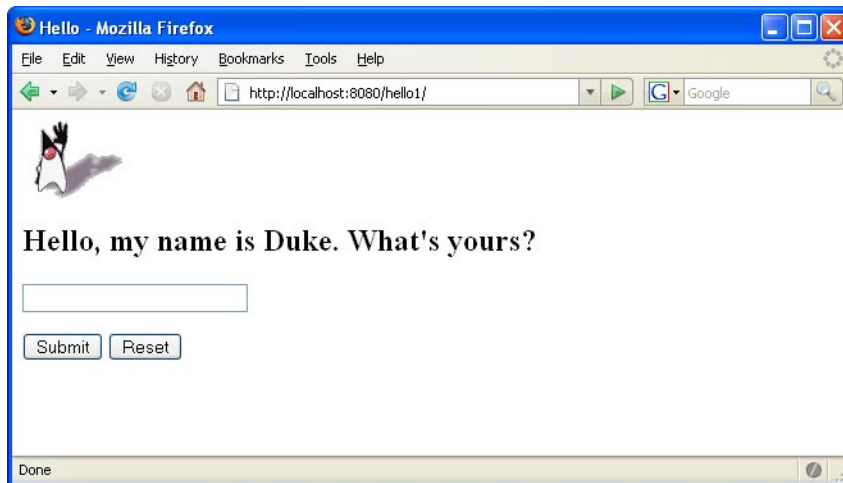 Hello - Mozilla Firefox
File Edit View History Bookmarks Tools Help
http://localhost:8080/hello1/ G Google
Hello, my name is Duke. What's yours?
Submit Reset
Done